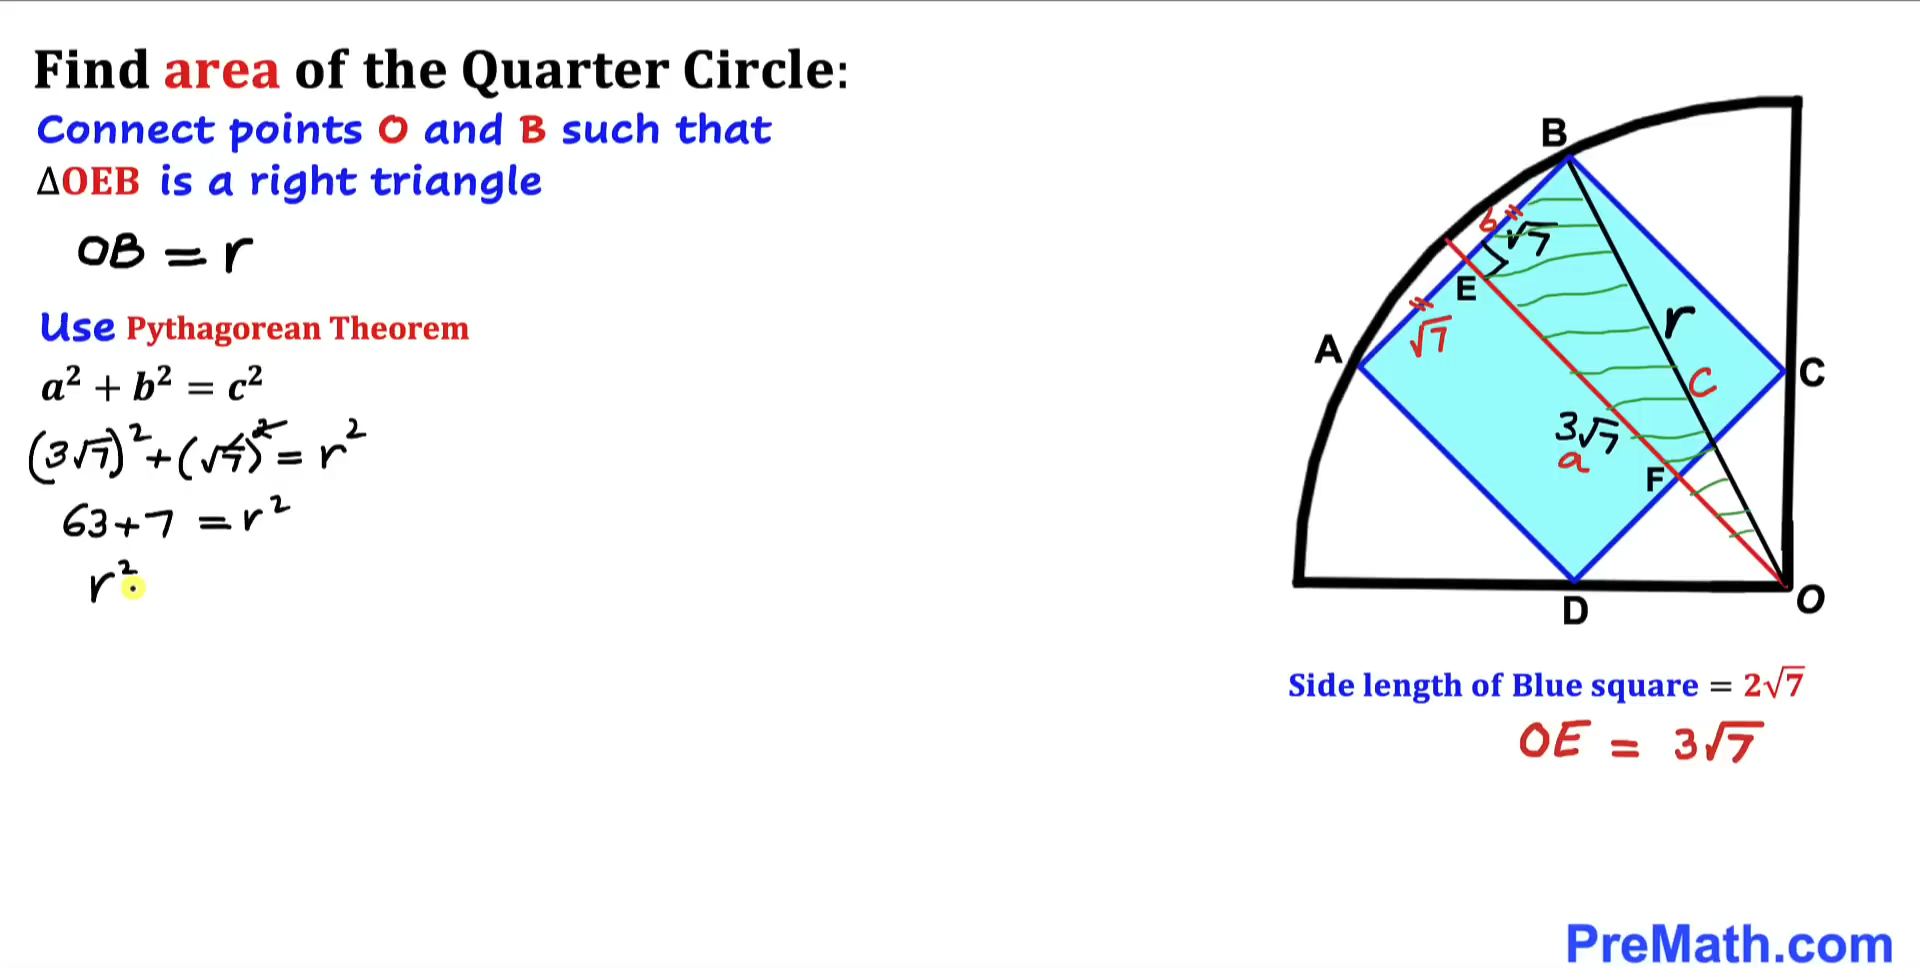 Find area of the Quarter Circle:
Connect points O and B such that
ΔOEB is a right triangle
OB = r
Use Pythagorean Theorem
a² + b² = c²
(3√7)² + (√7)² = r²
63 + 7 = r²
r²
B
b
√7
E
√7
A
r
C
c
3√7
a
F
D
O
Side length of Blue square = 2√7
OE = 3√7
PreMath.com